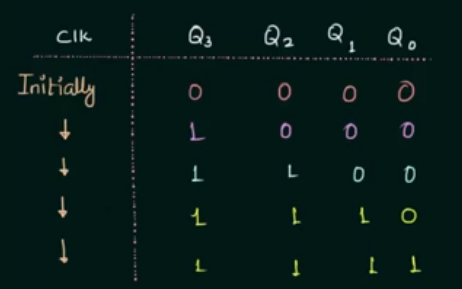 Clk Q3 Q2 Q1 Q0
Initially 0 0 0 0
↓ 1 0 0 0
↓ 1 1 0 0
↓ 1 1 1 0
↓ 1 1 1 1